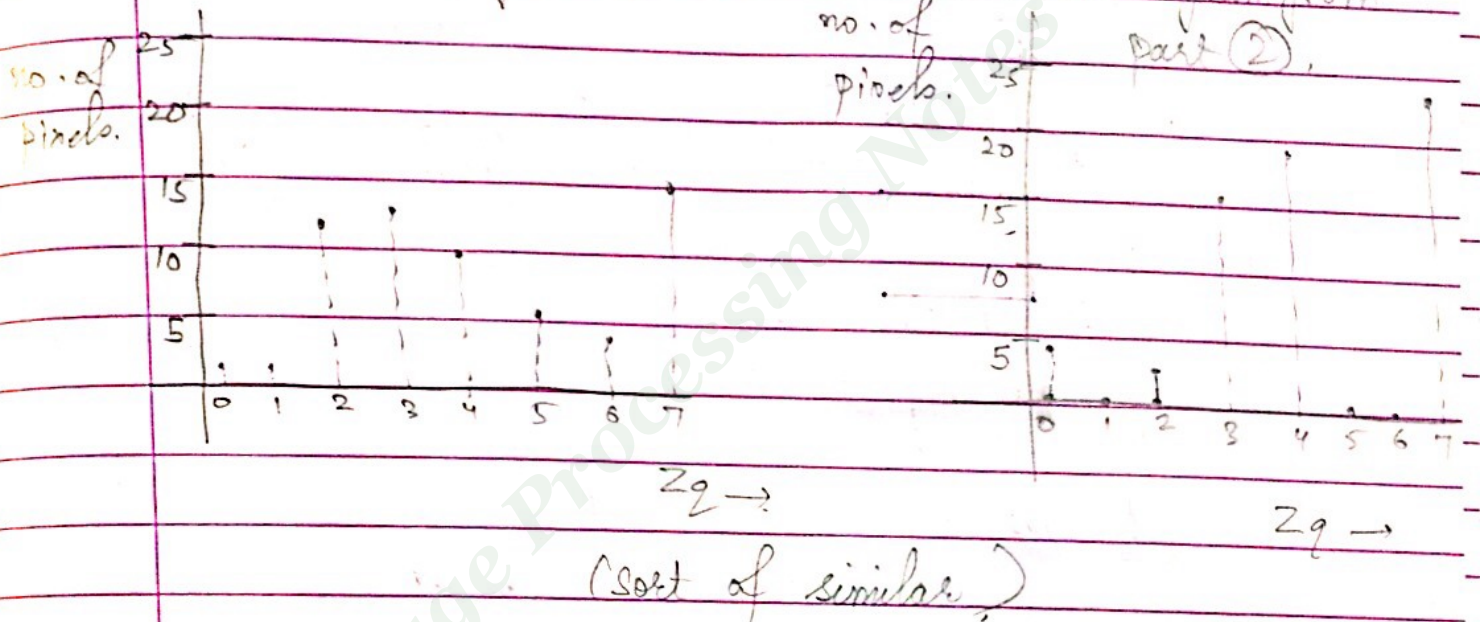 no. of
pixels.
25
20
15
10
5
0 1 2 3 4 5 6 7
Zq →
no. of
pixels.
part ②.
25
20
15
10
5
0 1 2 3 4 5 6 7
Zq →
(sort of similar)
Processing Notes